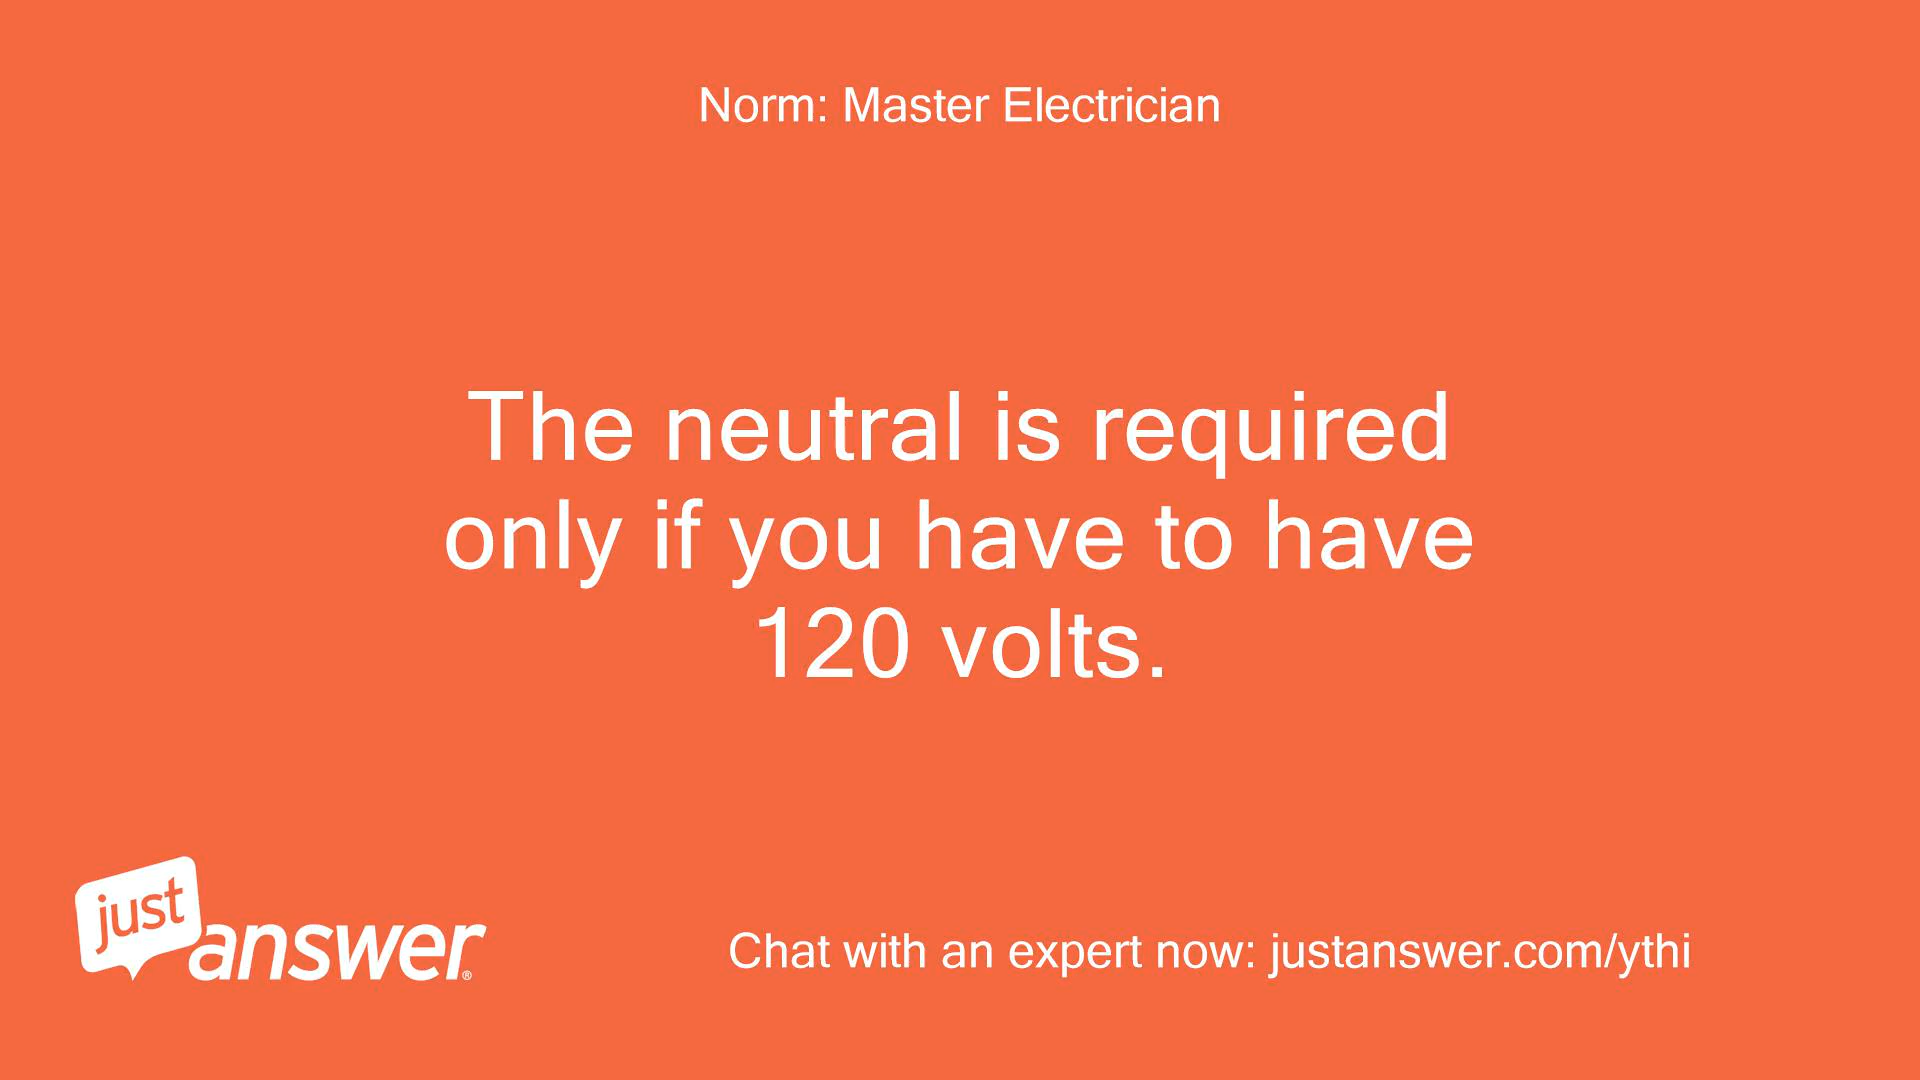 Norm: Master Electrician
The neutral is required
only if you have to have
120 volts.
just
answer®
Chat with an expert now: justanswer.com/ythi